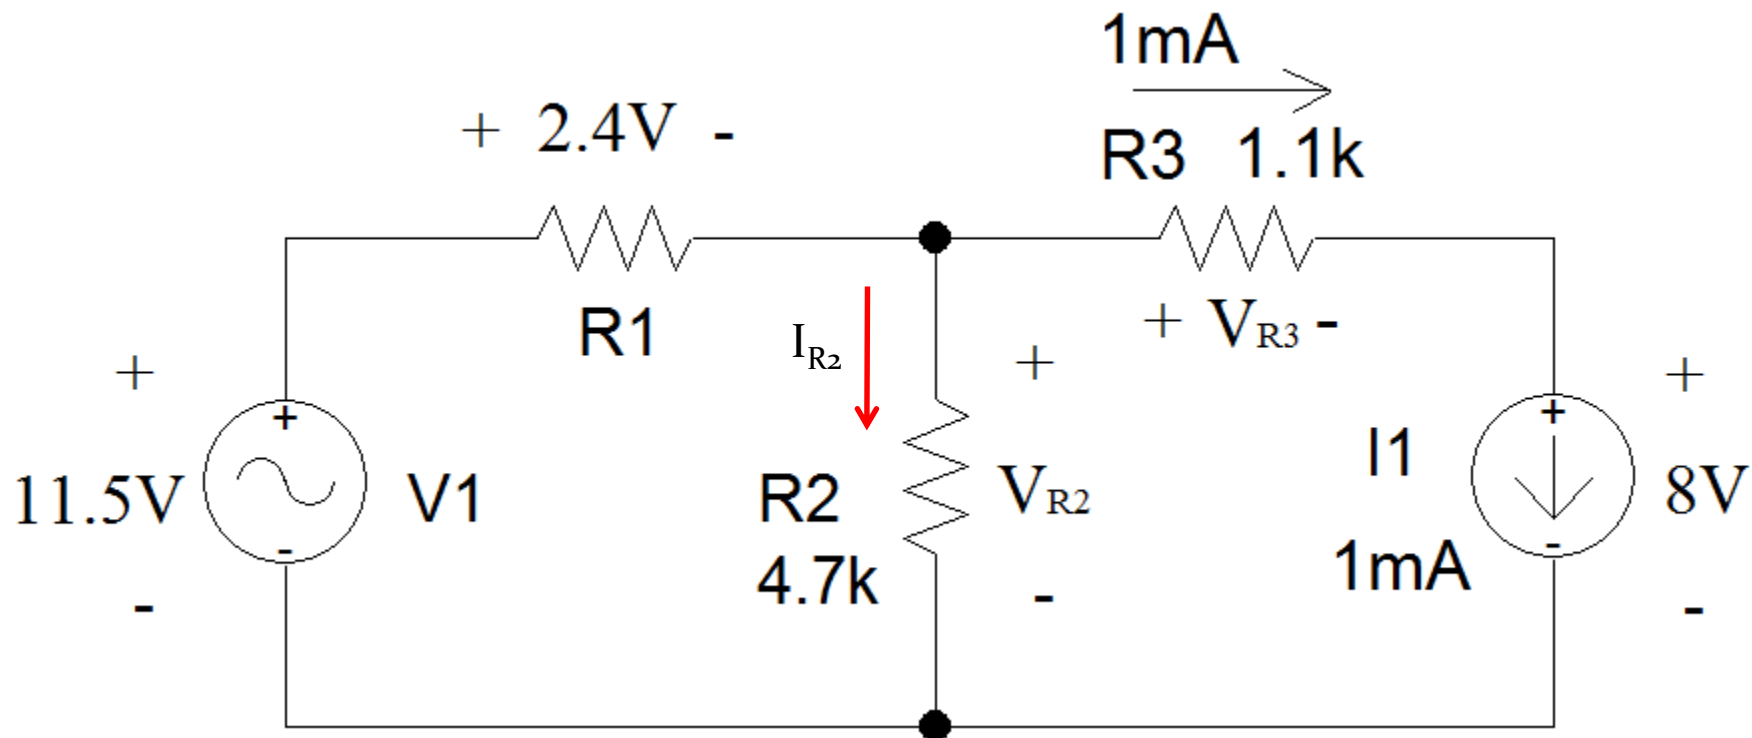 1mA
+ 2.4V -
R3 1.1k
R1
+ VR3 -
IR2
+
+
+
+
+
11.5V
V1
R2
VR2
I1
8V
4.7k
1mA
-
-
-
-
-